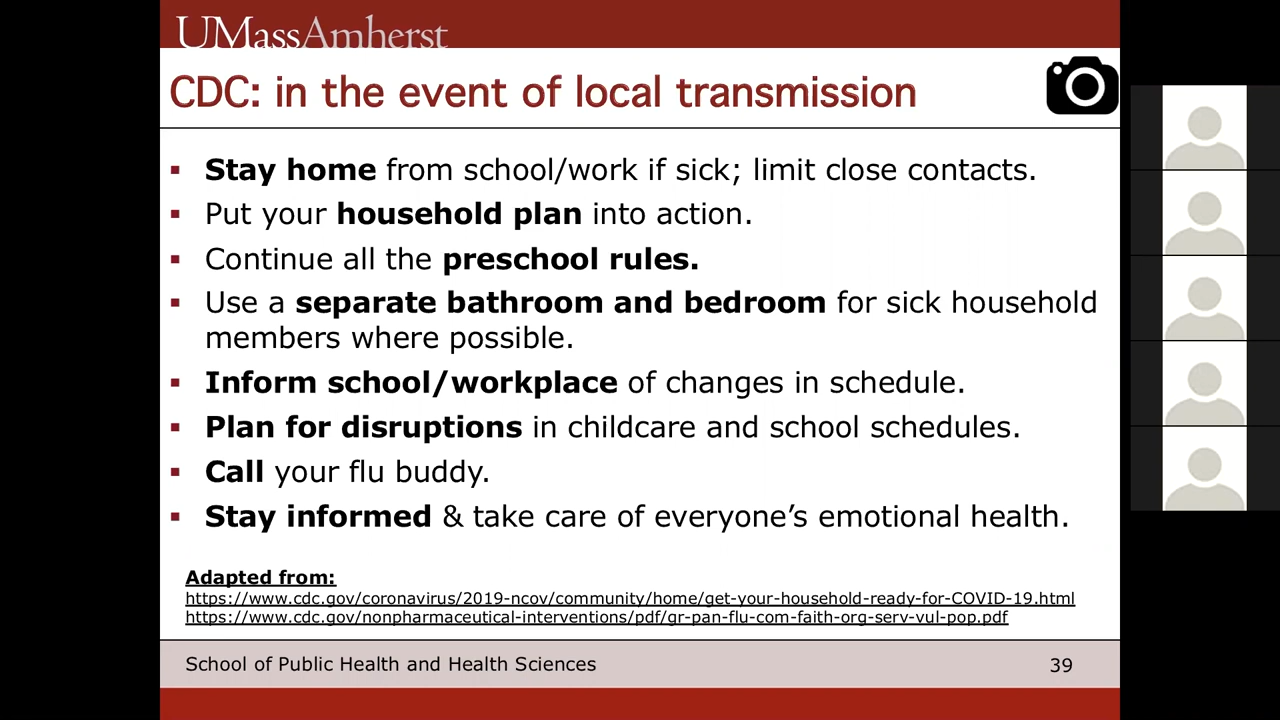 UMassAmherst
CDC: in the event of local transmission
▪ Stay home from school/work if sick; limit close contacts.
▪ Put your household plan into action.
▪ Continue all the preschool rules.
▪ Use a separate bathroom and bedroom for sick household
members where possible.
▪ Inform school/workplace of changes in schedule.
▪ Plan for disruptions in childcare and school schedules.
▪ Call your flu buddy.
▪ Stay informed & take care of everyone’s emotional health.
Adapted from:
https://www.cdc.gov/coronavirus/2019-ncov/community/home/get-your-household-ready-for-COVID-19.html
https://www.cdc.gov/nonpharmaceutical-interventions/pdf/gr-pan-flu-com-faith-org-serv-vul-pop.pdf
School of Public Health and Health Sciences
39